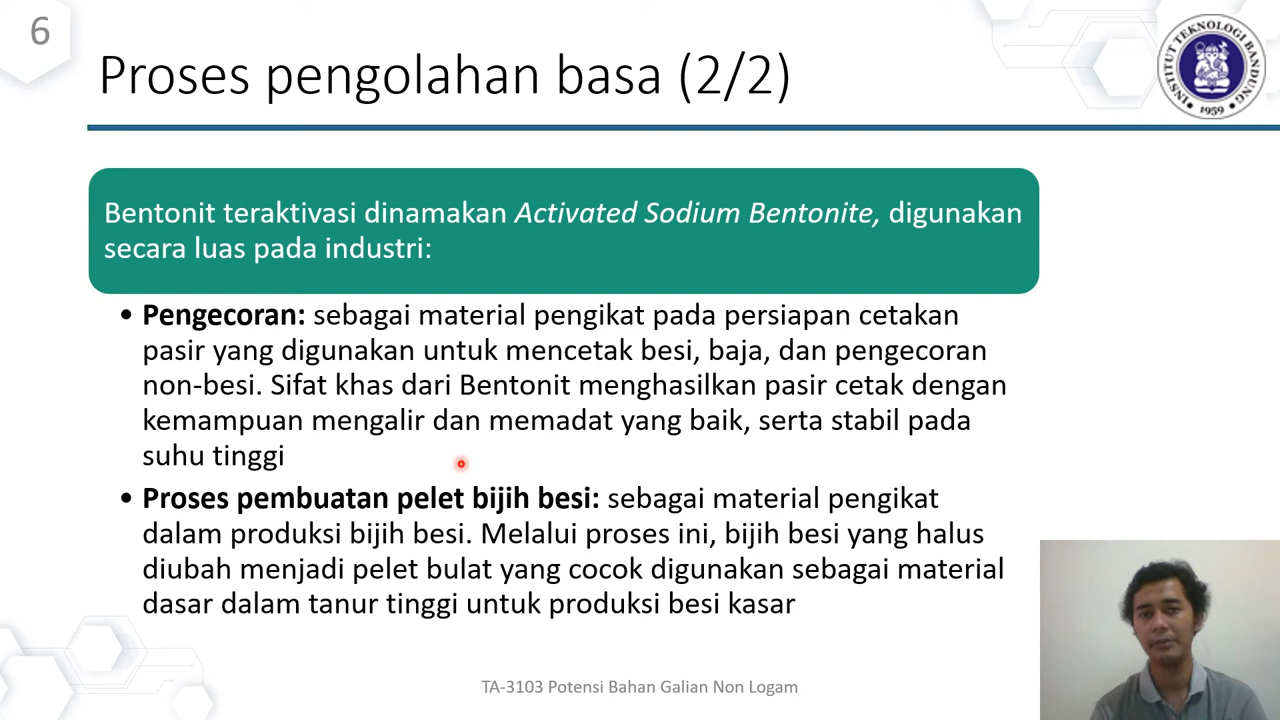 6
Proses pengolahan basa (2/2)
INSTITUT TEKNOLOGI BANDUNG
1959
Bentonit teraktivasi dinamakan Activated Sodium Bentonite, digunakan
secara luas pada industri:
• Pengecoran: sebagai material pengikat pada persiapan cetakan
pasir yang digunakan untuk mencetak besi, baja, dan pengecoran
non-besi. Sifat khas dari Bentonit menghasilkan pasir cetak dengan
kemampuan mengalir dan memadat yang baik, serta stabil pada
suhu tinggi
• Proses pembuatan pelet bijih besi: sebagai material pengikat
dalam produksi bijih besi. Melalui proses ini, bijih besi yang halus
diubah menjadi pelet bulat yang cocok digunakan sebagai material
dasar dalam tanur tinggi untuk produksi besi kasar
TA-3103 Potensi Bahan Galian Non Logam